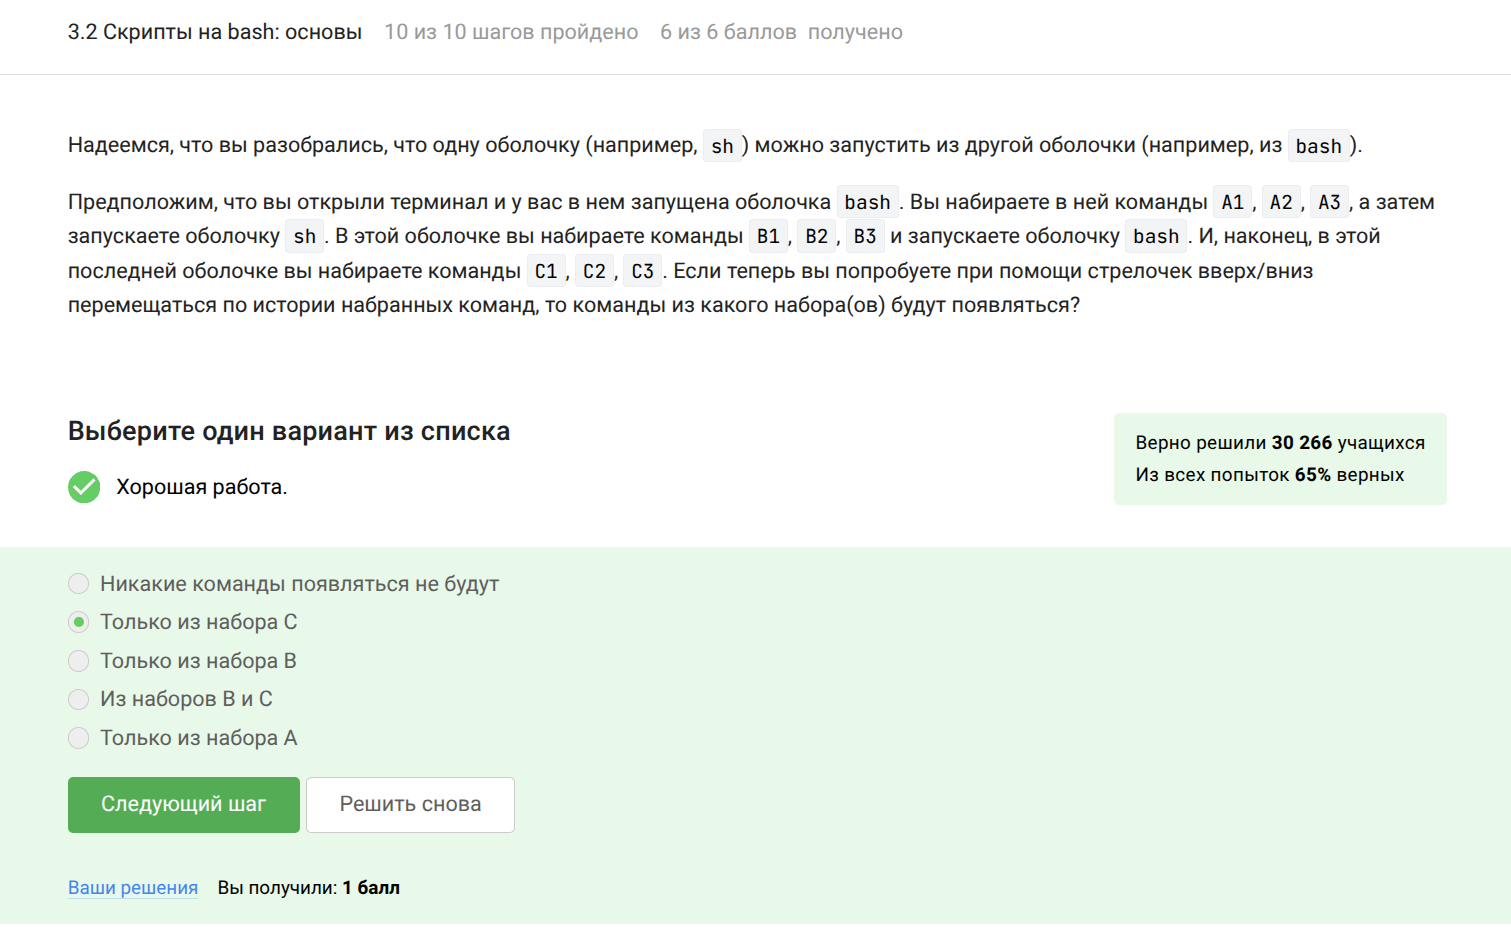 3.2 Скрипты на bash: основы 10 из 10 шагов пройдено 6 из 6 баллов получено
Надеемся, что вы разобрались, что одну оболочку (например, sh ) можно запустить из другой оболочки (например, из bash ).
Предположим, что вы открыли терминал и у вас в нем запущена оболочка bash . Вы набираете в ней команды A1 , A2 , A3 , а затем
запускаете оболочку sh . В этой оболочке вы набираете команды B1 , B2 , B3 и запускаете оболочку bash . И, наконец, в этой
последней оболочке вы набираете команды C1 , C2 , C3 . Если теперь вы попробуете при помощи стрелочек вверх/вниз
перемещаться по истории набранных команд, то команды из какого набора(ов) будут появляться?
Выберите один вариант из списка
Верно решили 30 266 учащихся
Из всех попыток 65% верных
Хорошая работа.
Никакие команды появляться не будут
Только из набора C
Только из набора B
Из наборов B и C
Только из набора A
Следующий шаг Решить снова
Ваши решения Вы получили: 1 балл